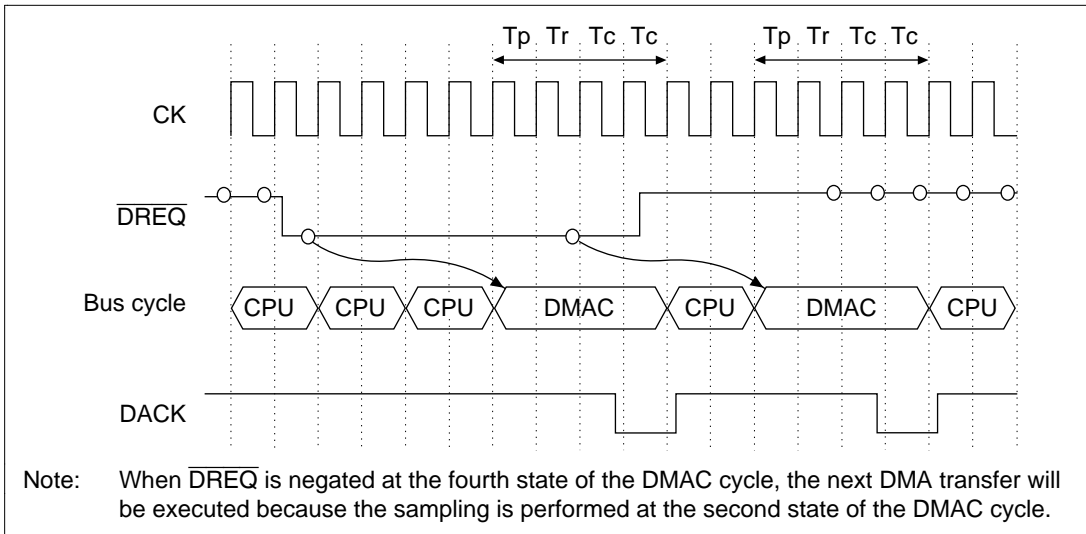 Tp Tr Tc Tc Tp Tr Tc Tc
CK
DREQ
Bus cycle CPU CPU CPU DMAC CPU DMAC CPU
DACK
Note: When DREQ is negated at the fourth state of the DMAC cycle, the next DMA transfer will
be executed because the sampling is performed at the second state of the DMAC cycle.